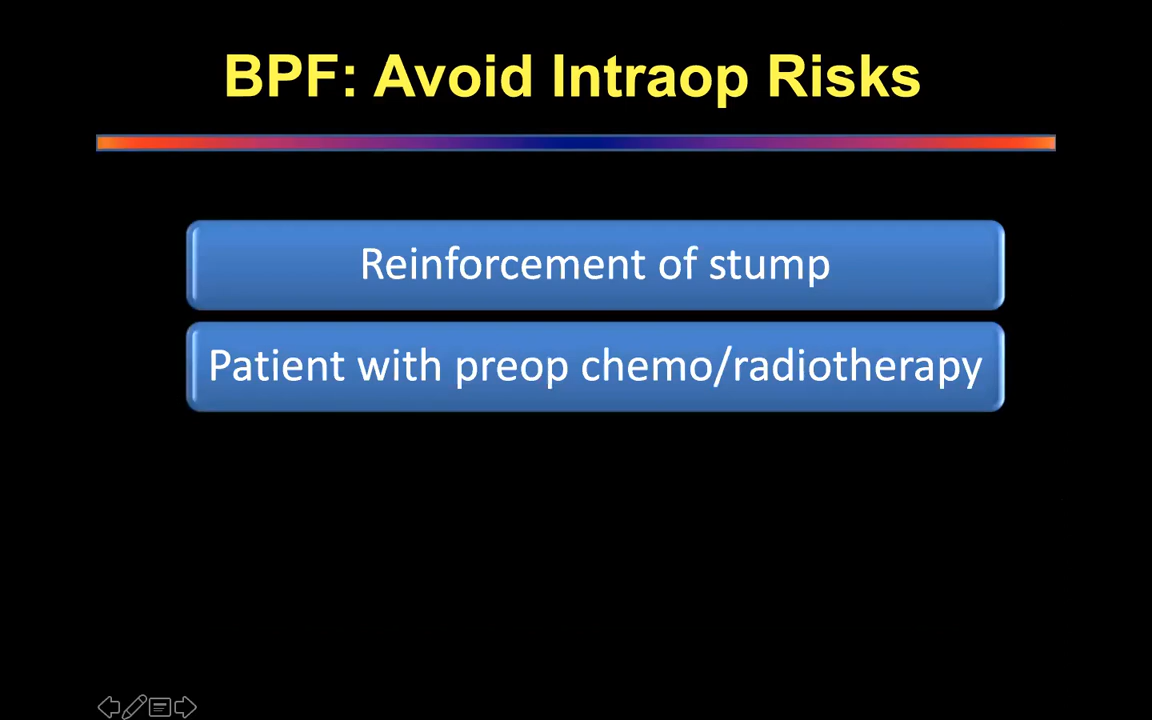 BPF: Avoid Intraop Risks
Reinforcement of stump
Patient with preop chemo/radiotherapy